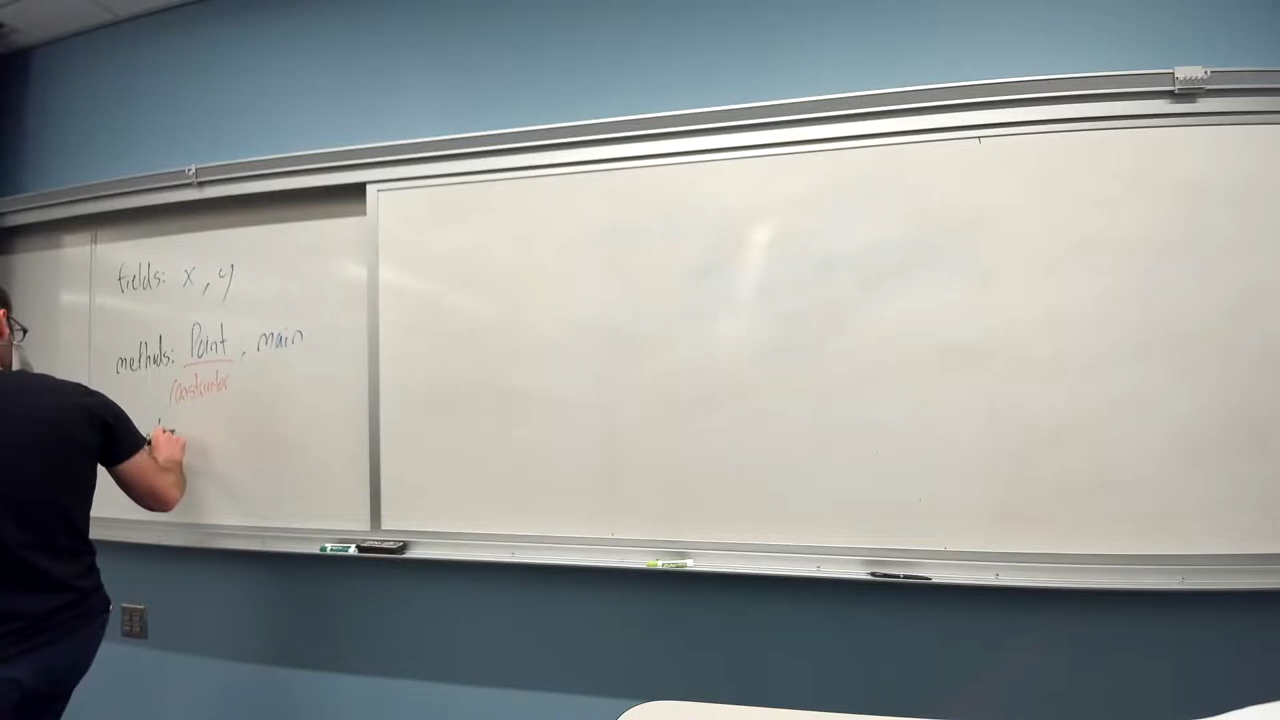 fields: x, y
methods: Point, main
constructor